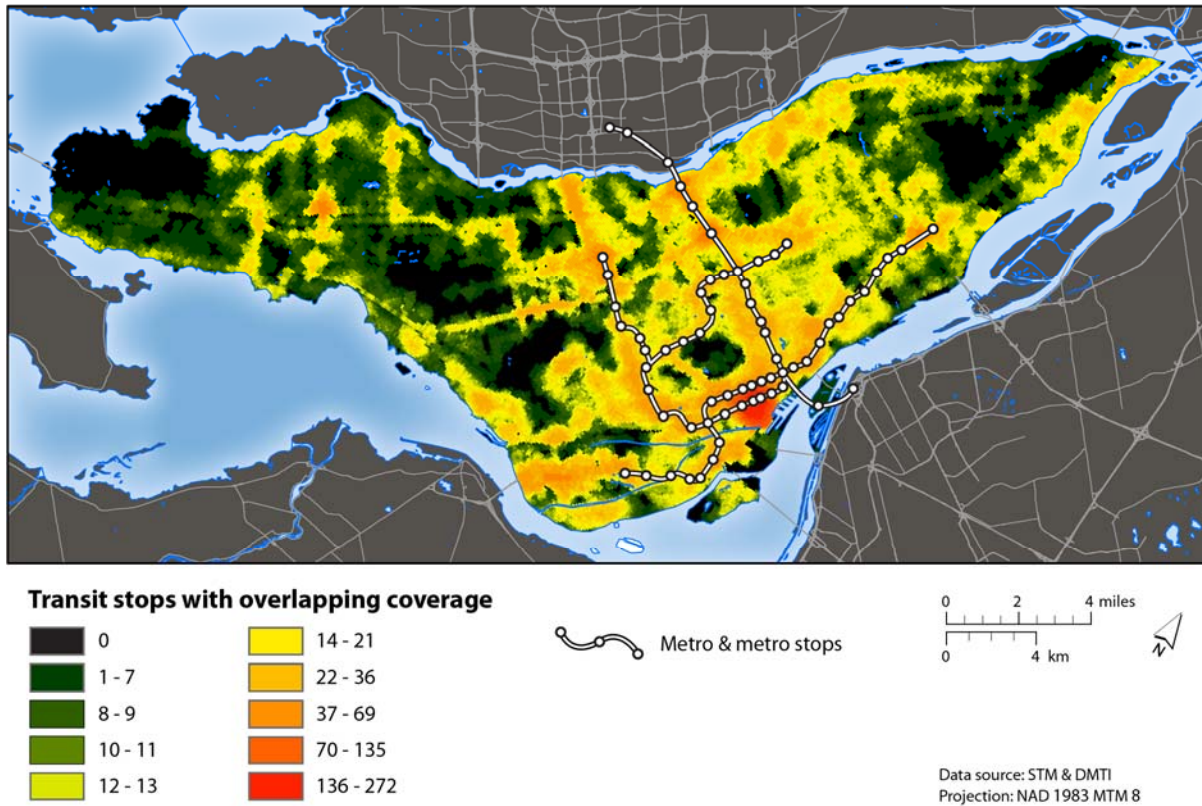 Transit stops with overlapping coverage
0
1 - 7
8 - 9
10 - 11
12 - 13
14 - 21
22 - 36
37 - 69
70 - 135
136 - 272
Metro & metro stops
0 2 4 miles
0 4 km
N
Data source: STM & DMTI
Projection: NAD 1983 MTM 8